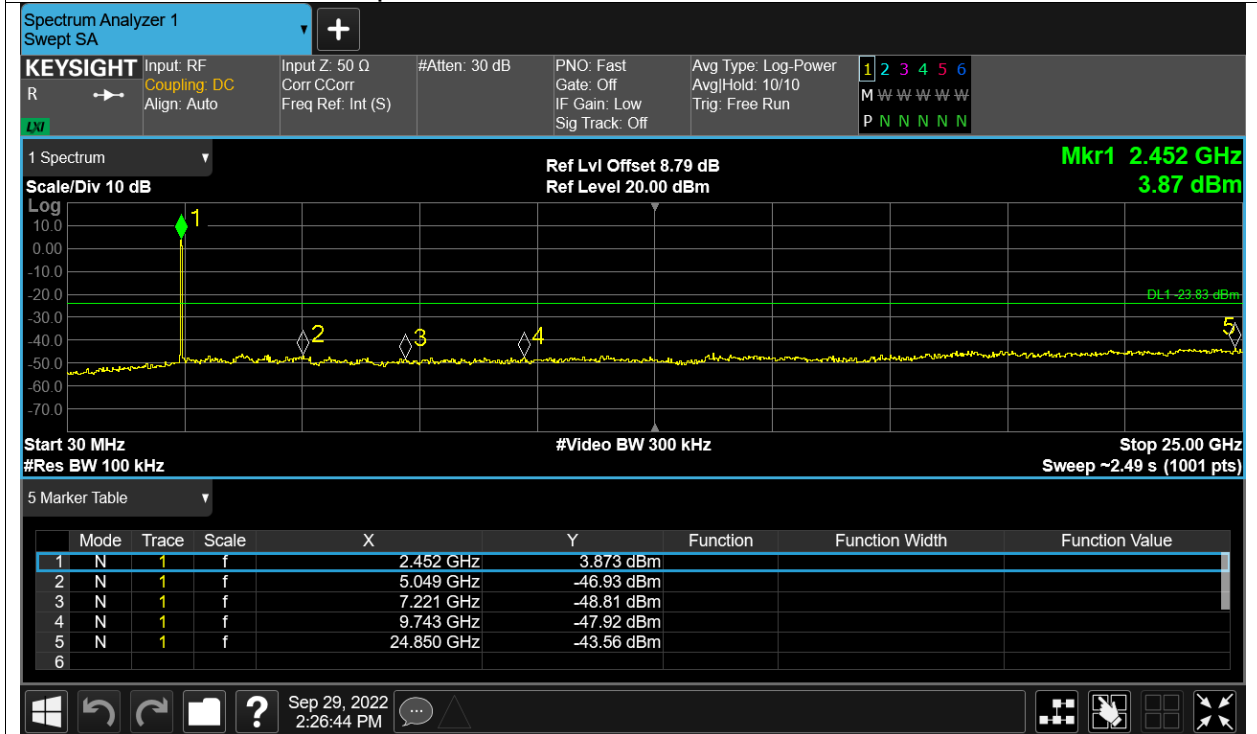 Spectrum Analyzer 1
Swept SA
+
KEYSIGHT Input: RF Input Z: 50 Ω #Atten: 30 dB PNO: Fast Avg Type: Log-Power 1 2 3 4 5 6
R Coupling: DC Corr CCorr Gate: Off Avg|Hold: 10/10 M W W W W W
Align: Auto Freq Ref: Int (S) IF Gain: Low Trig: Free Run
LXI Sig Track: Off P N N N N N
1 Spectrum Ref Lvl Offset 8.79 dB Mkr1 2.452 GHz
Scale/Div 10 dB Ref Level 20.00 dBm 3.87 dBm
Log
1
10.0
0.00
-10.0
-20.0
DL1 -23.83 dBm
-30.0
2 3 4 5
-40.0
-50.0
-60.0
-70.0
Start 30 MHz #Video BW 300 kHz Stop 25.00 GHz
#Res BW 100 kHz Sweep ~2.49 s (1001 pts)
5 Marker Table
Mode Trace Scale X Y Function Function Width Function Value
1 N 1 f 2.452 GHz 3.873 dBm
2 N 1 f 5.049 GHz -46.93 dBm
3 N 1 f 7.221 GHz -48.81 dBm
4 N 1 f 9.743 GHz -47.92 dBm
5 N 1 f 24.850 GHz -43.56 dBm
6
? Sep 29, 2022
2:26:44 PM